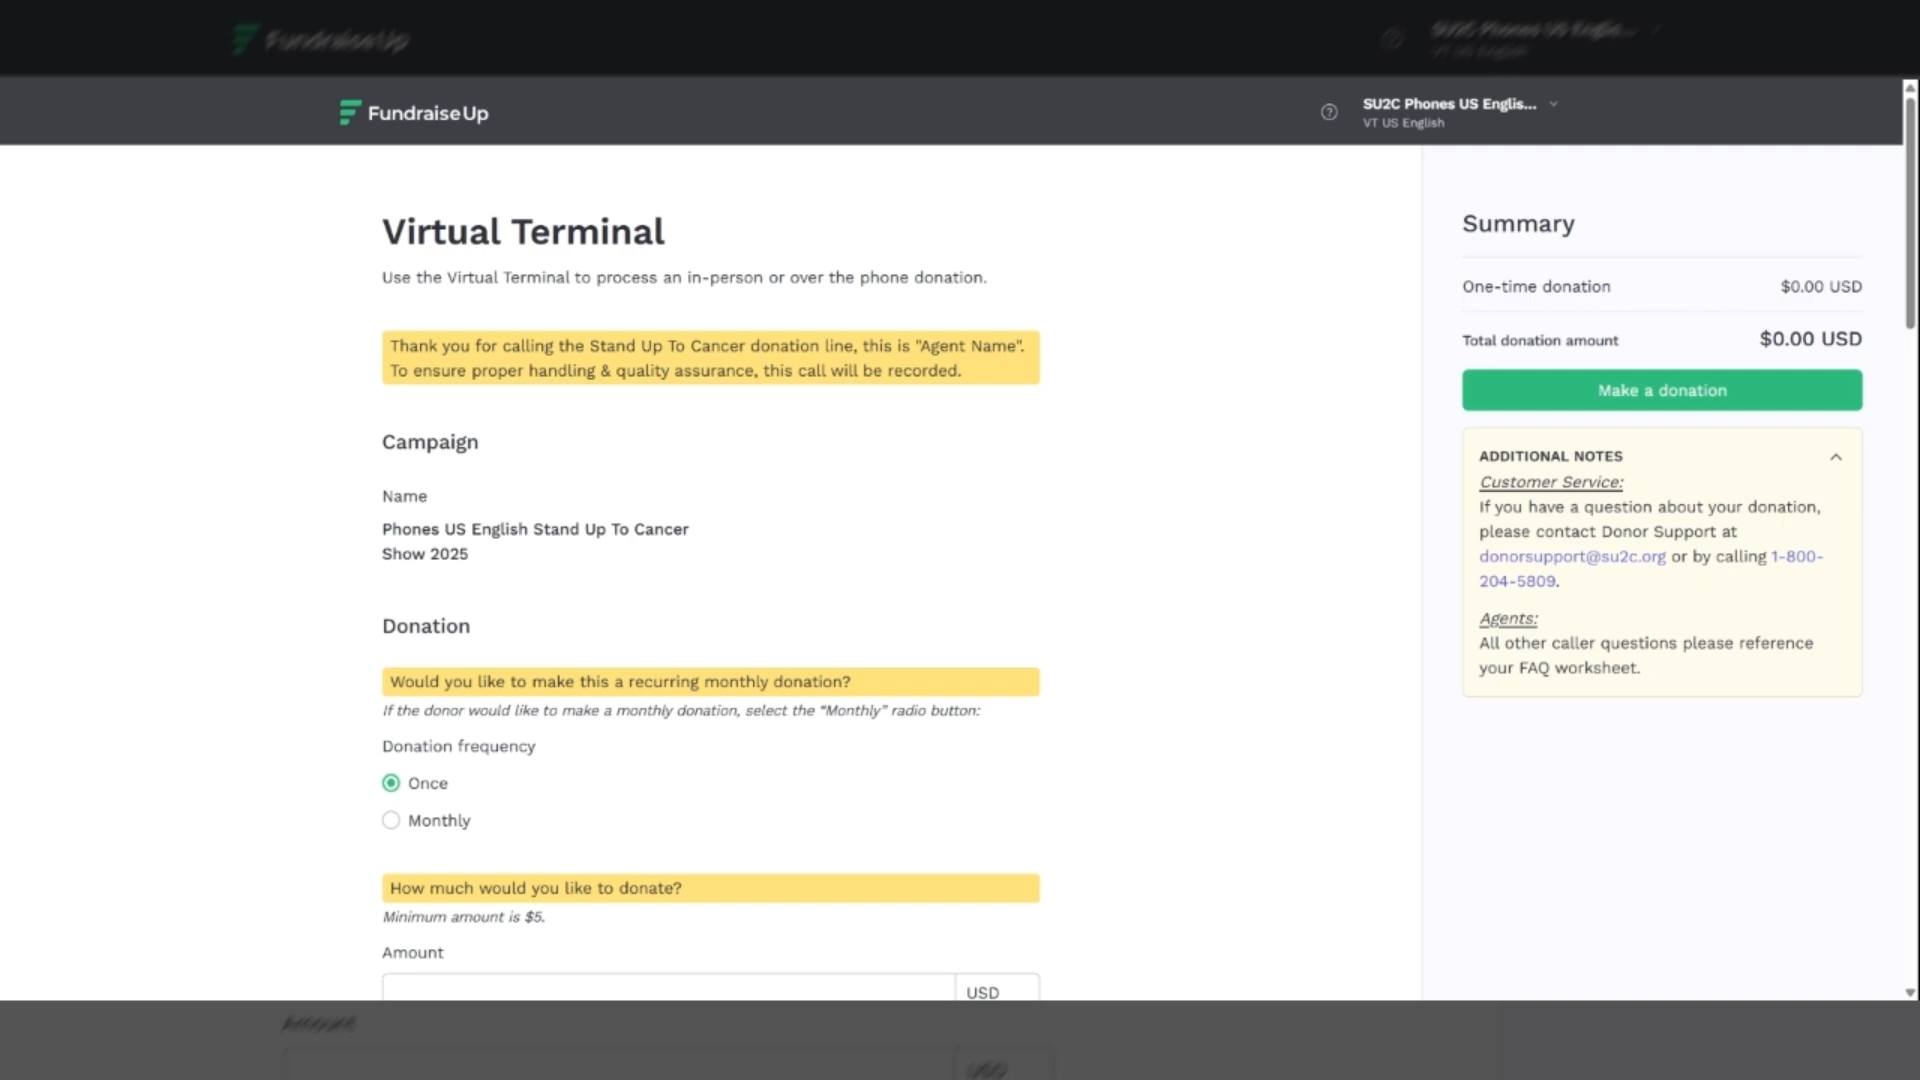 FundraiseUp
SU2C Phones US Englis...
VT US English
FundraiseUp
SU2C Phones US Englis...
VT US English
Virtual Terminal
Use the Virtual Terminal to process an in-person or over the phone donation.
Thank you for calling the Stand Up To Cancer donation line, this is "Agent Name".
To ensure proper handling & quality assurance, this call will be recorded.
Campaign
Name
Phones US English Stand Up To Cancer
Show 2025
Donation
Would you like to make this a recurring monthly donation?
If the donor would like to make a monthly donation, select the “Monthly” radio button:
Donation frequency
Once
Monthly
How much would you like to donate?
Minimum amount is $5.
Amount
USD
Summary
One-time donation $0.00 USD
Total donation amount $0.00 USD
Make a donation
ADDITIONAL NOTES
Customer Service:
If you have a question about your donation,
please contact Donor Support at
donorsupport@su2c.org or by calling 1-800-
204-5809.
Agents:
All other caller questions please reference
your FAQ worksheet.
Amount
USD